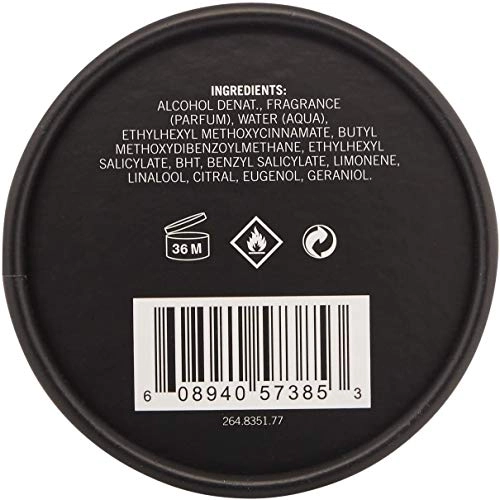 INGREDIENTS:
ALCOHOL DENAT., FRAGRANCE
(PARFUM), WATER (AQUA),
ETHYLHEXYL METHOXYCINNAMATE, BUTYL
METHOXYDIBENZOYLMETHANE, ETHYLHEXYL
SALICYLATE, BHT, BENZYL SALICYLATE, LIMONENE,
LINALOOL, CITRAL, EUGENOL, GERANIOL.
36 M
6 08940 57385 3
264.8351.77